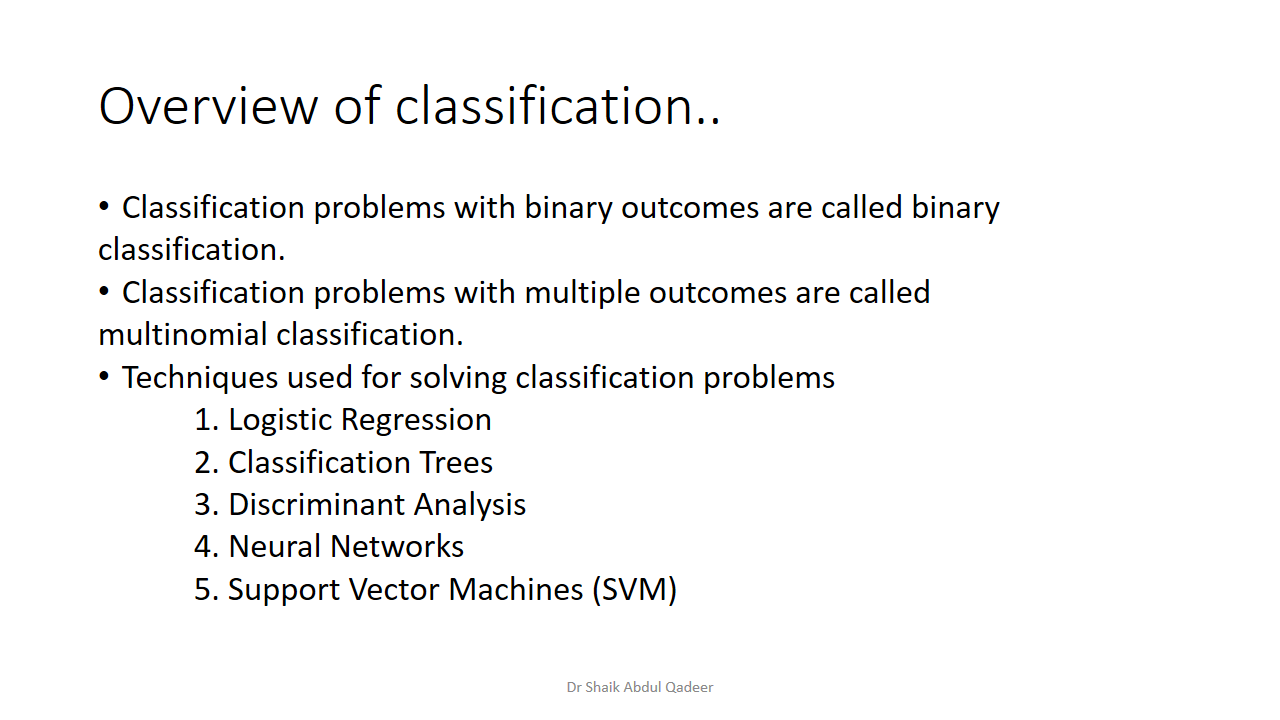 Overview of classification..
• Classification problems with binary outcomes are called binary
classification.
• Classification problems with multiple outcomes are called
multinomial classification.
• Techniques used for solving classification problems
1. Logistic Regression
2. Classification Trees
3. Discriminant Analysis
4. Neural Networks
5. Support Vector Machines (SVM)
Dr Shaik Abdul Qadeer